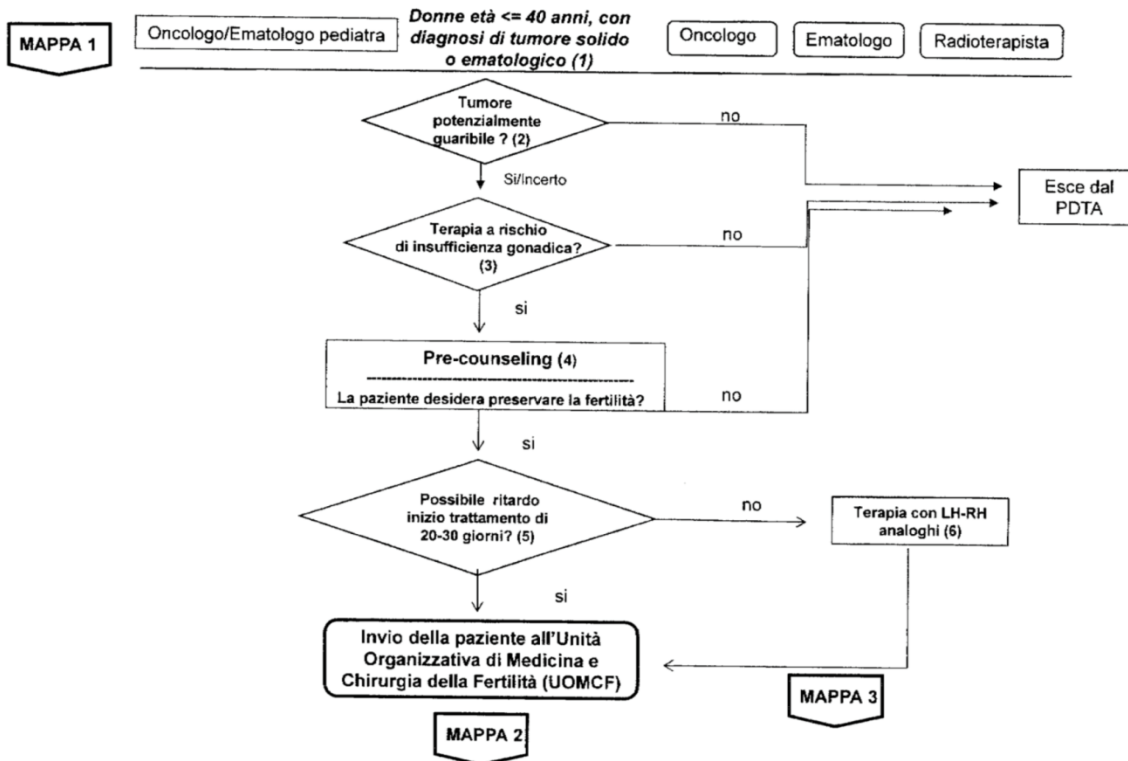 MAPPA 1
Oncologo/Ematologo pediatra
Donne età <= 40 anni, con
diagnosi di tumore solido
o ematologico (1)
Oncologo
Ematologo
Radioterapista
Tumore
potenzialmente
guaribile ? (2)
no
Si/Incerto
Esce dal
PDTA
Terapia a rischio
di insufficienza gonadica?
(3)
no
si
Pre-counseling (4)
La paziente desidera preservare la fertilità?
no
si
Possibile ritardo
inizio trattamento di
20-30 giorni? (5)
no
Terapia con LH-RH
analoghi (6)
si
Invio della paziente all'Unità
Organizzativa di Medicina e
Chirurgia della Fertilità (UOMCF)
MAPPA 3
MAPPA 2